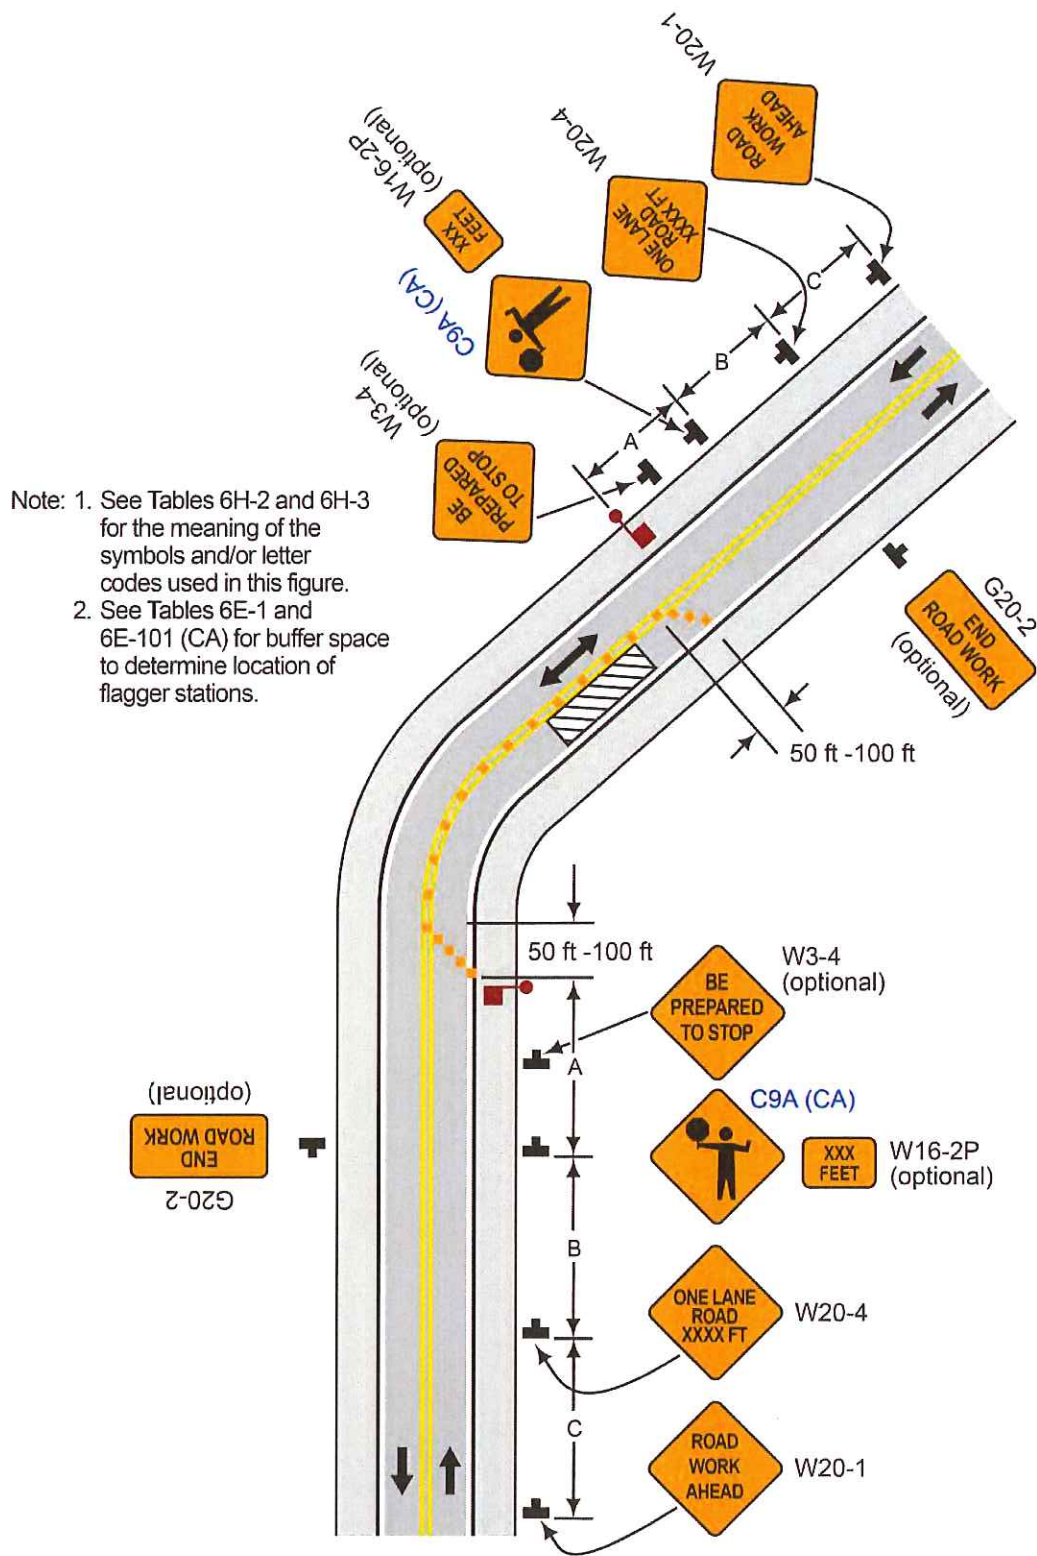 W20-1
ROAD
WORK
AHEAD
W20-4
ONE LANE
ROAD
XXXX FT
W16-2P
(optional)
XXX
FEET
C9A (CA)
W3-4
(optional)
BE
PREPARED
TO STOP
C
B
A
Note: 1. See Tables 6H-2 and 6H-3
for the meaning of the
symbols and/or letter
codes used in this figure.
2. See Tables 6E-1 and
6E-101 (CA) for buffer space
to determine location of
flagger stations.
G20-2
END
ROAD WORK
(optional)
50 ft -100 ft
50 ft -100 ft
W3-4
(optional)
BE
PREPARED
TO STOP
A
C9A (CA)
XXX
FEET
W16-2P
(optional)
G20-2
END
ROAD WORK
(optional)
B
ONE LANE
ROAD
XXXX FT
W20-4
C
ROAD
WORK
AHEAD
W20-1